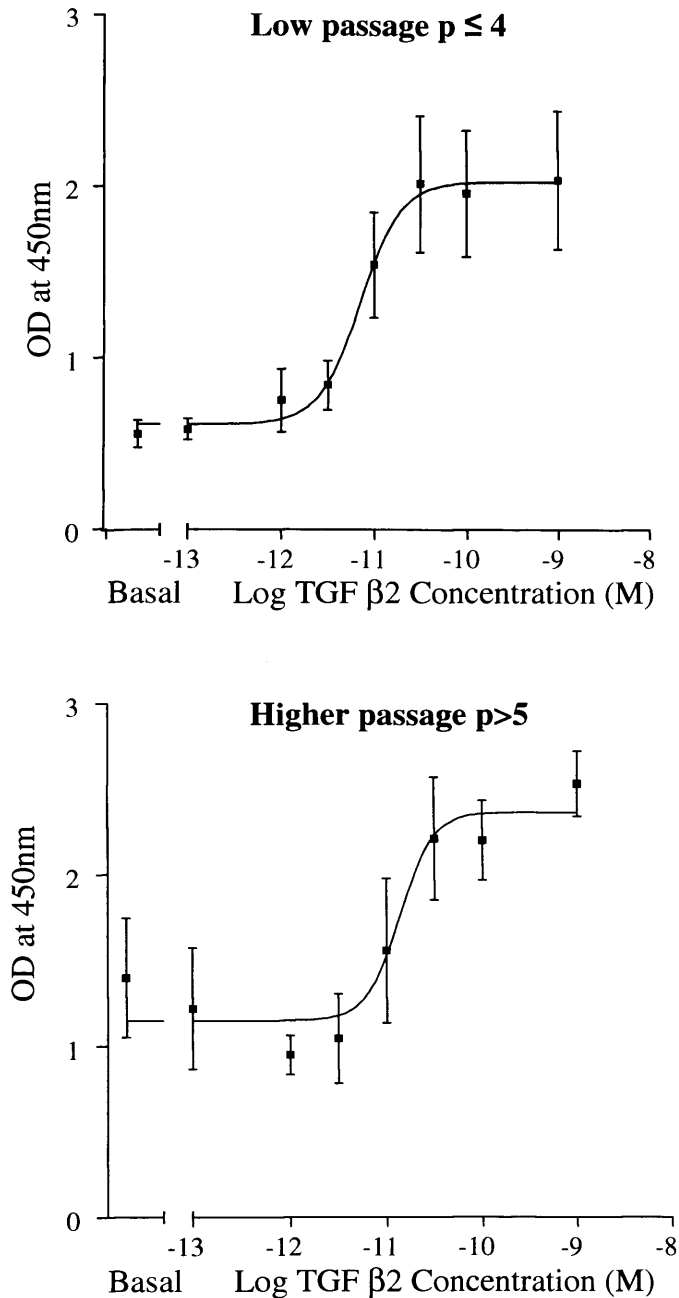 Low passage p ≤ 4
3
2
1
0
OD at 450nm
-13 -12 -11 -10 -9 -8
Basal Log TGF β2 Concentration (M)
Higher passage p>5
3
2
1
0
OD at 450nm
-13 -12 -11 -10 -9 -8
Basal Log TGF β2 Concentration (M)